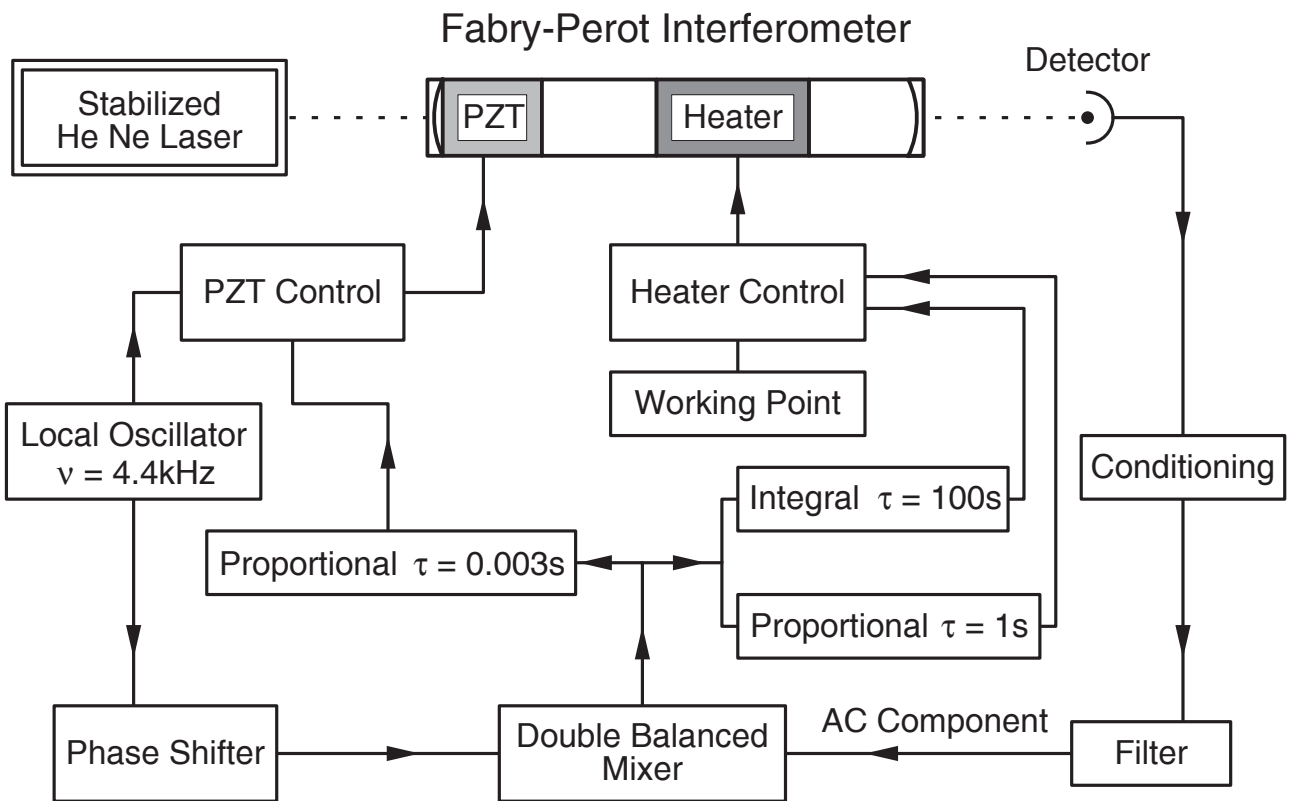 Fabry-Perot Interferometer
Detector
Stabilized
He Ne Laser
PZT
Heater
PZT Control
Heater Control
Working Point
Local Oscillator
ν = 4.4kHz
Conditioning
Integral τ = 100s
Proportional τ = 0.003s
Proportional τ = 1s
AC Component
Phase Shifter
Double Balanced
Mixer
Filter